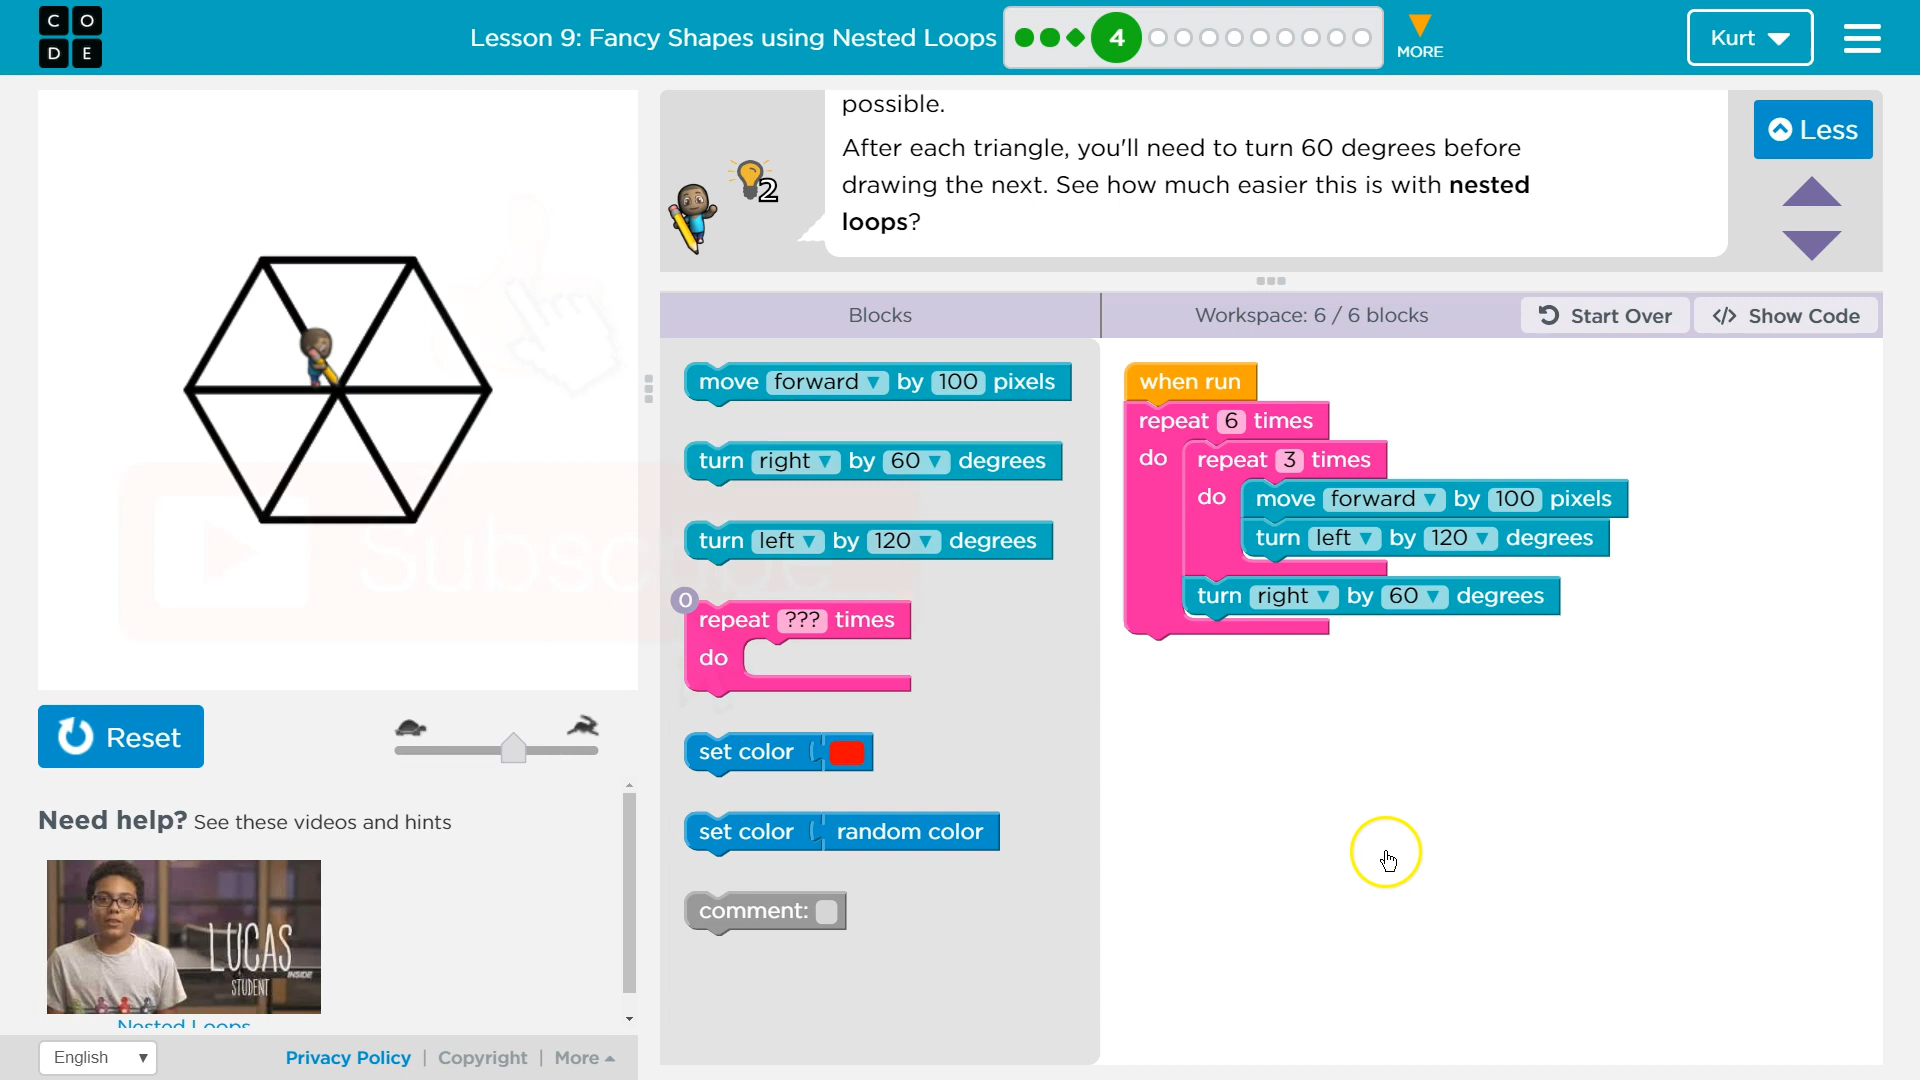 C O
D E
Lesson 9: Fancy Shapes using Nested Loops
4
MORE
Kurt
possible.
After each triangle, you'll need to turn 60 degrees before
drawing the next. See how much easier this is with nested
loops?
2
Less
Blocks
Workspace: 6 / 6 blocks
Start Over
</> Show Code
move forward by 100 pixels
turn right by 60 degrees
turn left by 120 degrees
0
repeat ??? times
do
set color
set color random color
comment:
when run
repeat 6 times
do
repeat 3 times
do
move forward by 100 pixels
turn left by 120 degrees
turn right by 60 degrees
Subscribe
Reset
Need help? See these videos and hints
LUCAS
INSIDE
STUDENT
Nested Loops
English
Privacy Policy | Copyright | More